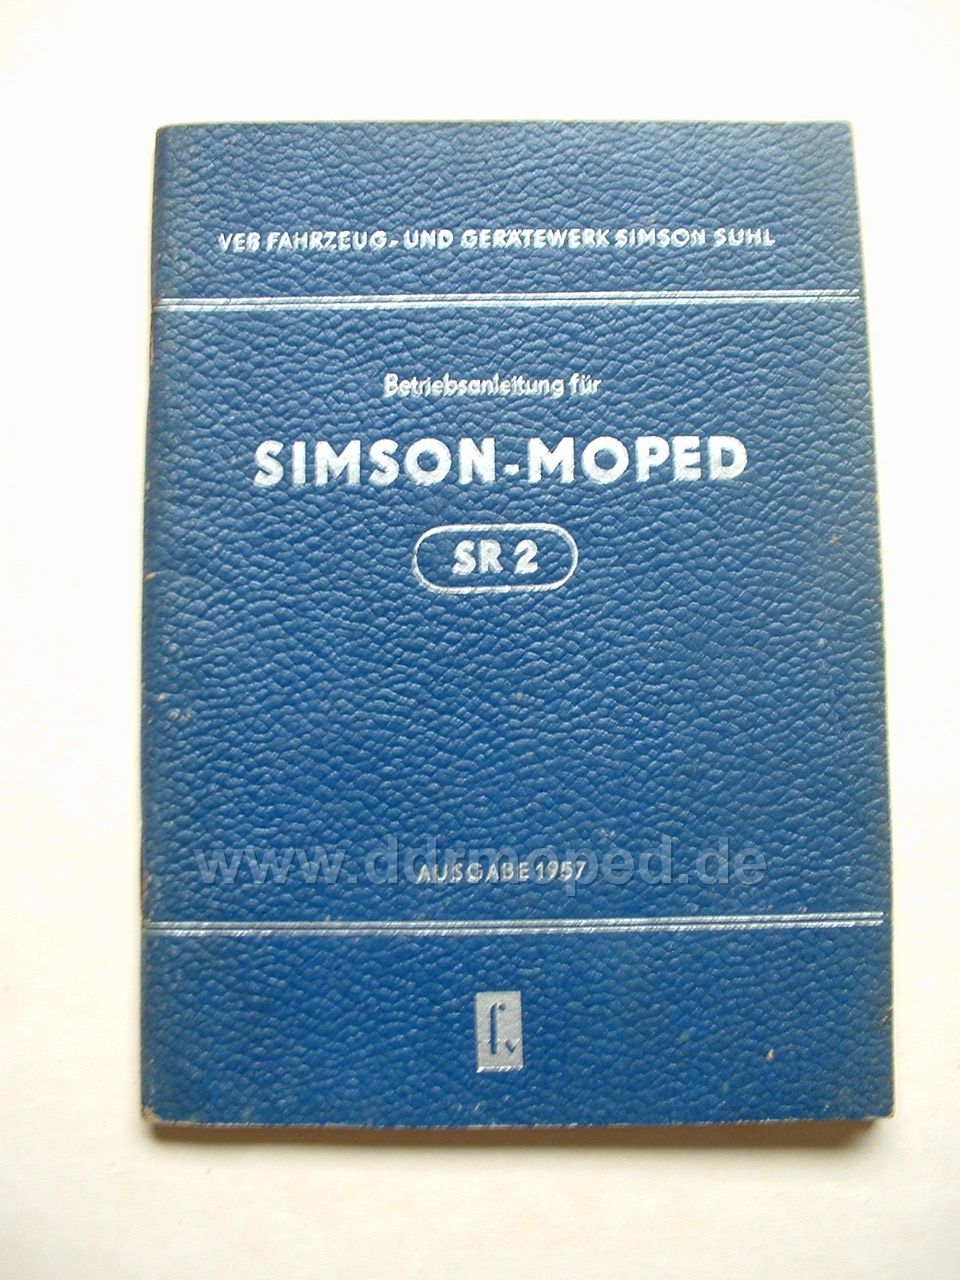 VEB FAHRZEUG- UND GERÄTEWERK SIMSON SUHL
Betriebsanleitung für
SIMSON-MOPED
SR 2
www.ddrmoped.de
AUSGABE 1957